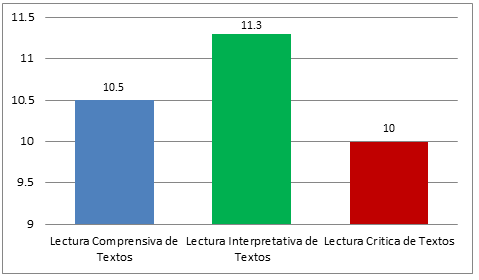 11.5
11
10.5
10
9.5
9
10.5
11.3
10
Lectura Comprensiva de
Textos
Lectura Interpretativa de
Textos
Lectura Critica de Textos